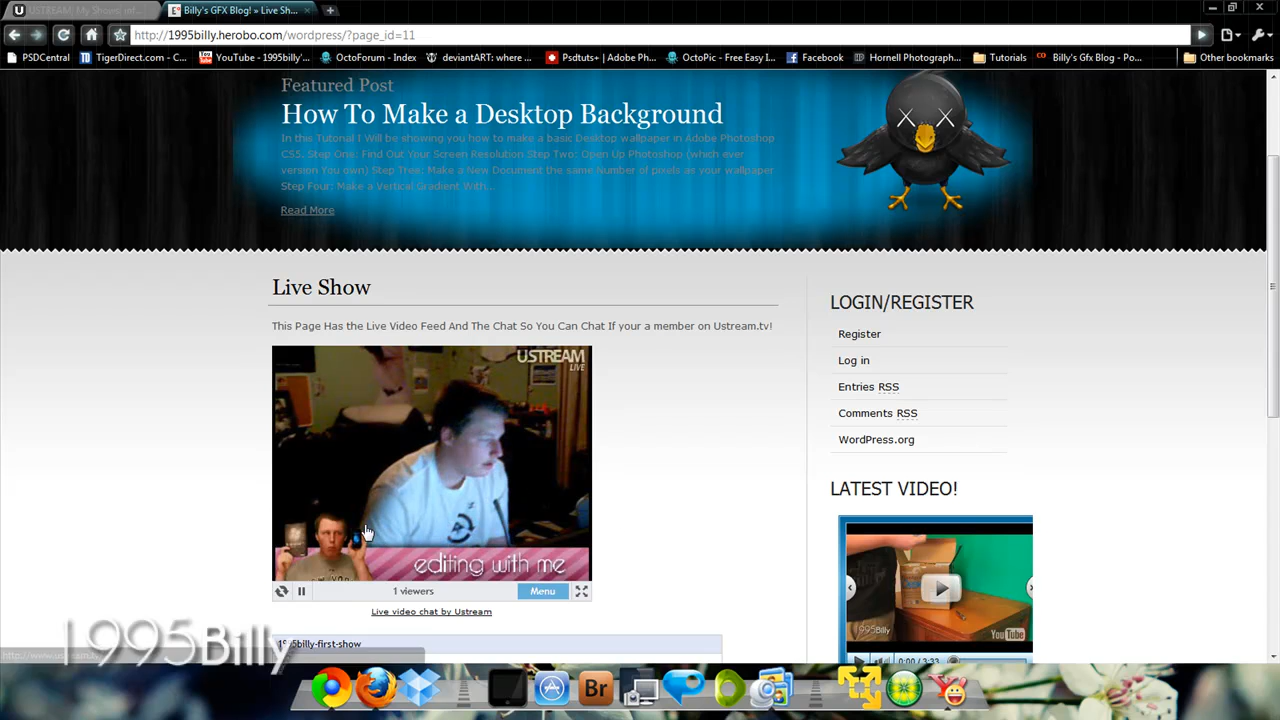 USTREAM: My Shows: inf...
Billy's GFX Blog! » Live Sh...
http://1995billy.herobo.com/wordpress/?page_id=11
PSDCentral
TigerDirect.com - C...
YouTube - 1995billy'...
OctoForum - Index
deviantART: where ...
Psdtuts+ | Adobe Ph...
OctoPic - Free Easy I...
Facebook
Hornell Photograph...
Tutorials
Billy's Gfx Blog - Po...
Other bookmarks
Featured Post
How To Make a Desktop Background
In this Tutorial I Will be showing you how to make a basic Desktop wallpaper in Adobe Photoshop
CS5. Step One: Find Out Your Screen Resolution Step Two: Open Up Photoshop (which ever
version You own) Step Tree: Make a New Document the same Number of pixels as your wallpaper
Step Four: Make a Vertical Gradient With...
Read More
Live Show
This Page Has the Live Video Feed And The Chat So You Can Chat If your a member on Ustream.tv!
USTREAM
LIVE
editing with me
1 viewers
Menu
Live video chat by Ustream
1995billy-first-show
LOGIN/REGISTER
Register
Log in
Entries RSS
Comments RSS
WordPress.org
LATEST VIDEO!
1995Billy
YouTube
0:00 / 3:33
1995Billy
Br